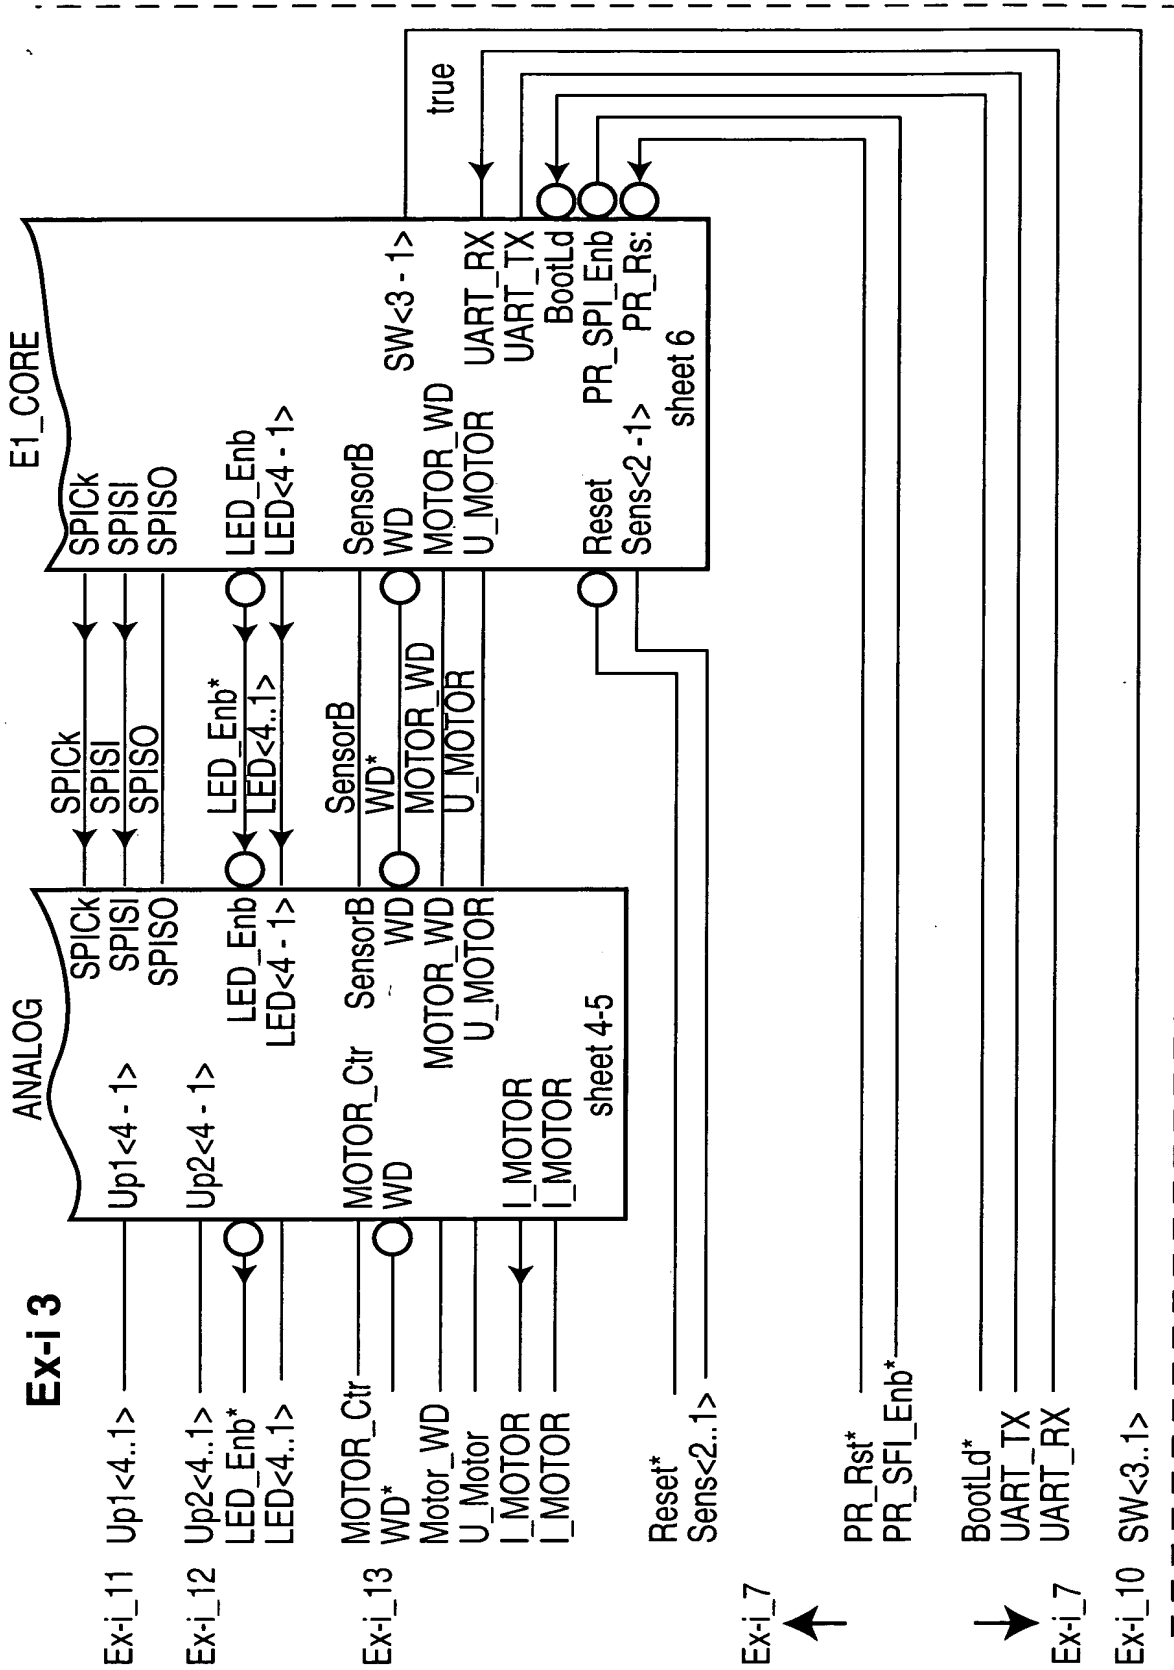 Ex-i 3
ANALOG
E1_CORE
Ex-i_11 Up1<4..1>
Up1<4 - 1>
SPICk
SPICk
SPICk
SPISI
SPISI
SPISI
SPISO
SPISO
SPISO
Ex-i_12 Up2<4..1>
Up2<4 - 1>
LED_Enb*
LED_Enb
LED_Enb*
LED_Enb
LED<4..1>
LED<4 - 1>
LED<4..1>
LED<4 - 1>
MOTOR_Ctr
MOTOR_Ctr
SensorB
SensorB
SensorB
Ex-i_13
WD*
WD
WD
WD*
WD
SW<3 - 1>
true
Motor_WD
MOTOR_WD
MOTOR_WD
MOTOR_WD
U_Motor
U_MOTOR
U_MOTOR
U_MOTOR
UART_RX
I_MOTOR
I_MOTOR
UART_TX
I_MOTOR
I_MOTOR
BootLd
sheet 4-5
Reset
PR_SPI_Enb
Sens<2 -1>
PR_Rs:
sheet 6
Reset*
Sens<2..1>
Ex-i_7
PR_Rst*
PR_SFI_Enb*
BootLd*
UART_TX
Ex-i_7
UART_RX
Ex-i_10 SW<3..1>